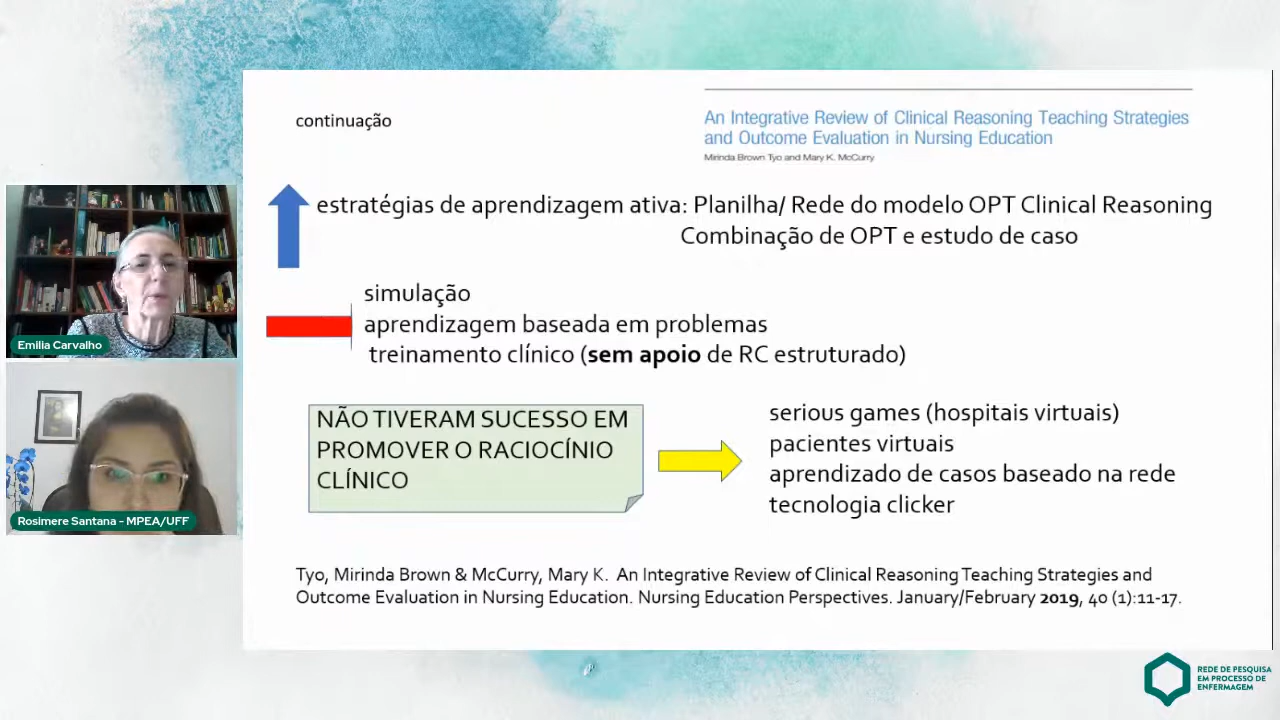 continuação
An Integrative Review of Clinical Reasoning Teaching Strategies
and Outcome Evaluation in Nursing Education
Mirinda Brown Tyo and Mary K. McCurry
estratégias de aprendizagem ativa: Planilha/ Rede do modelo OPT Clinical Reasoning
Combinação de OPT e estudo de caso
simulação
aprendizagem baseada em problemas
treinamento clínico (sem apoio de RC estruturado)
Emilia Carvalho
NÃO TIVERAM SUCESSO EM
PROMOVER O RACIOCÍNIO
CLÍNICO
serious games (hospitais virtuais)
pacientes virtuais
aprendizado de casos baseado na rede
tecnologia clicker
Rosimere Santana - MPEA/UFF
Tyo, Mirinda Brown & McCurry, Mary K. An Integrative Review of Clinical Reasoning Teaching Strategies and
Outcome Evaluation in Nursing Education. Nursing Education Perspectives. January/February 2019, 40 (1):11-17.
REDE DE PESQUISA
EM PROCESSO DE
ENFERMAGEM